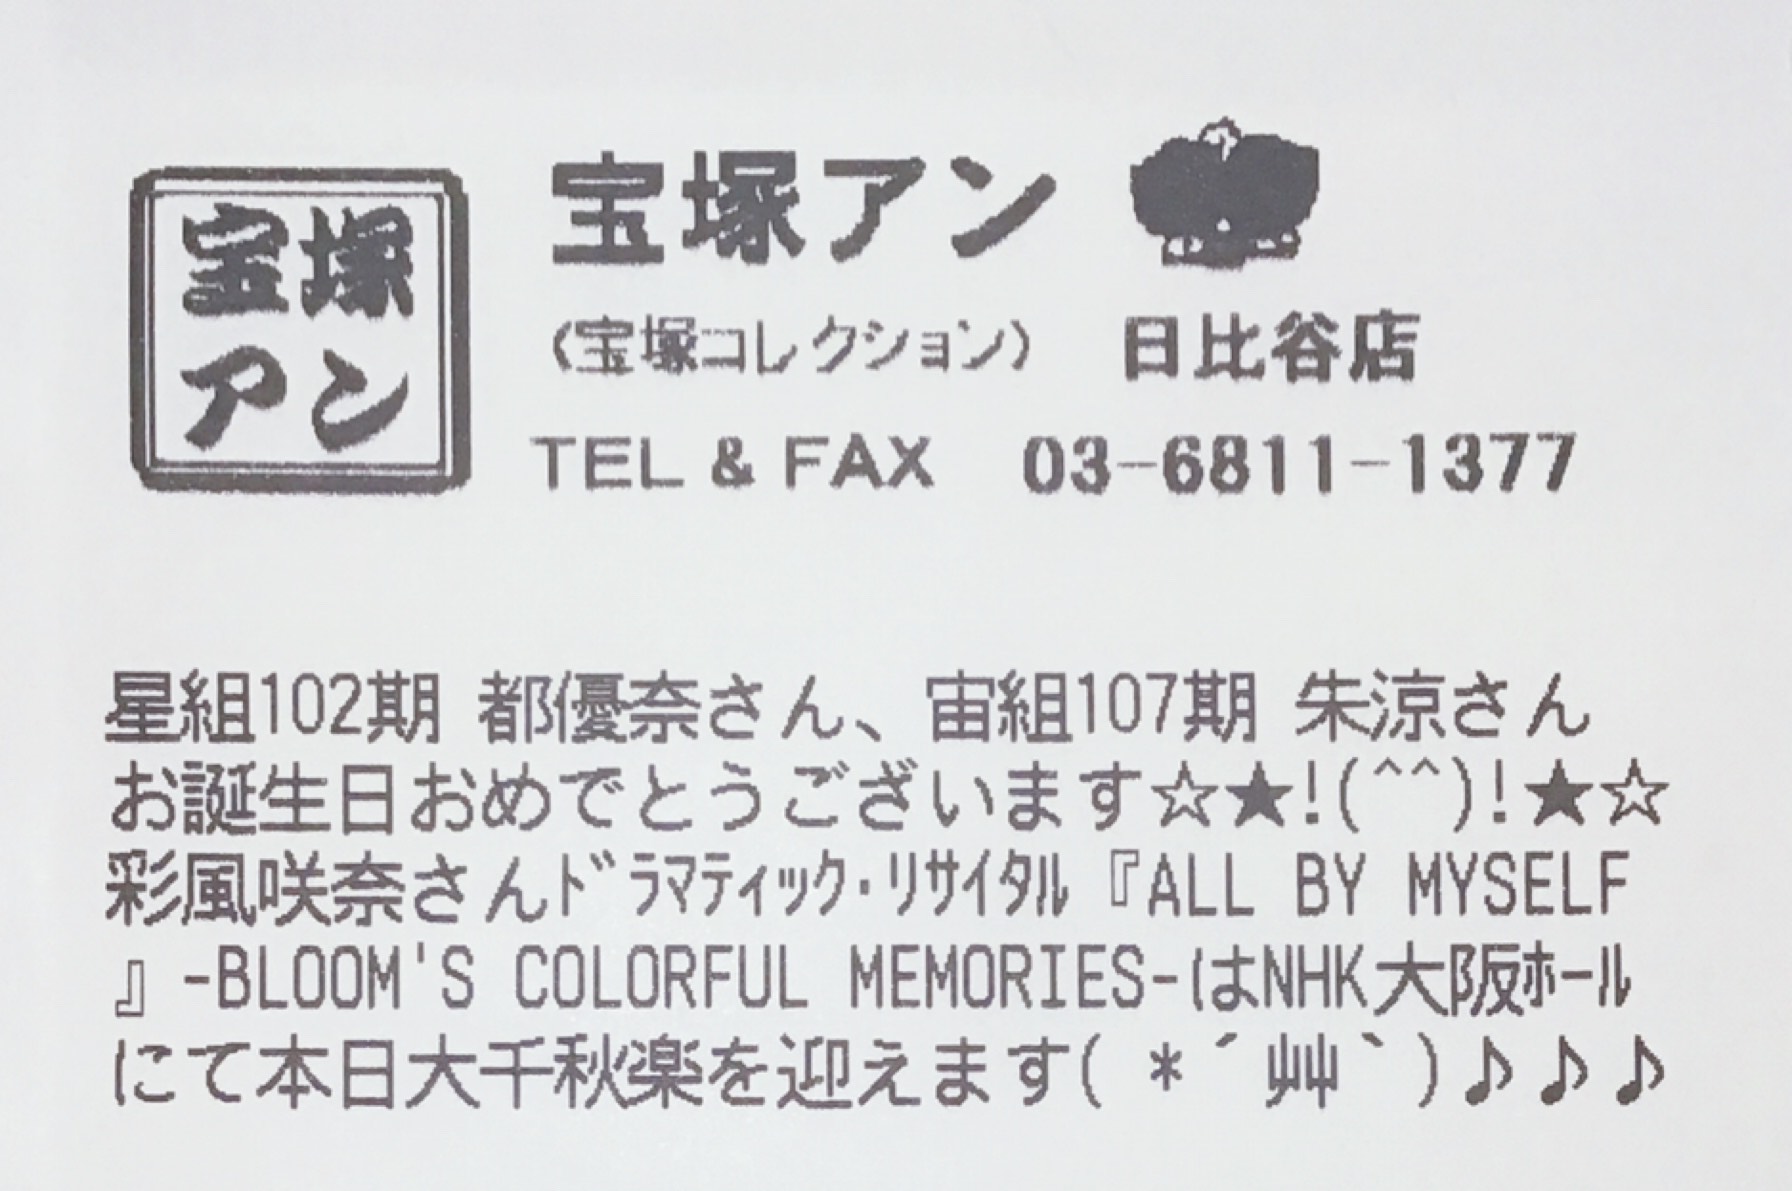 宝塚
アン
宝塚アン
(宝塚コレクション) 日比谷店
TEL & FAX 03-6811-1377
星組102期 都優奈さん、宙組107期 朱涼さん
お誕生日おめでとうございます☆★!(^^)!★☆
彩風咲奈さんﾄﾞﾗﾏﾃｨｯｸ･ﾘｻｲﾀﾙ『ALL BY MYSELF
』-BLOOM'S COLORFUL MEMORIES-はNHK大阪ﾎｰﾙ
にて本日大千秋楽を迎えます( *´艸｀)♪♪♪